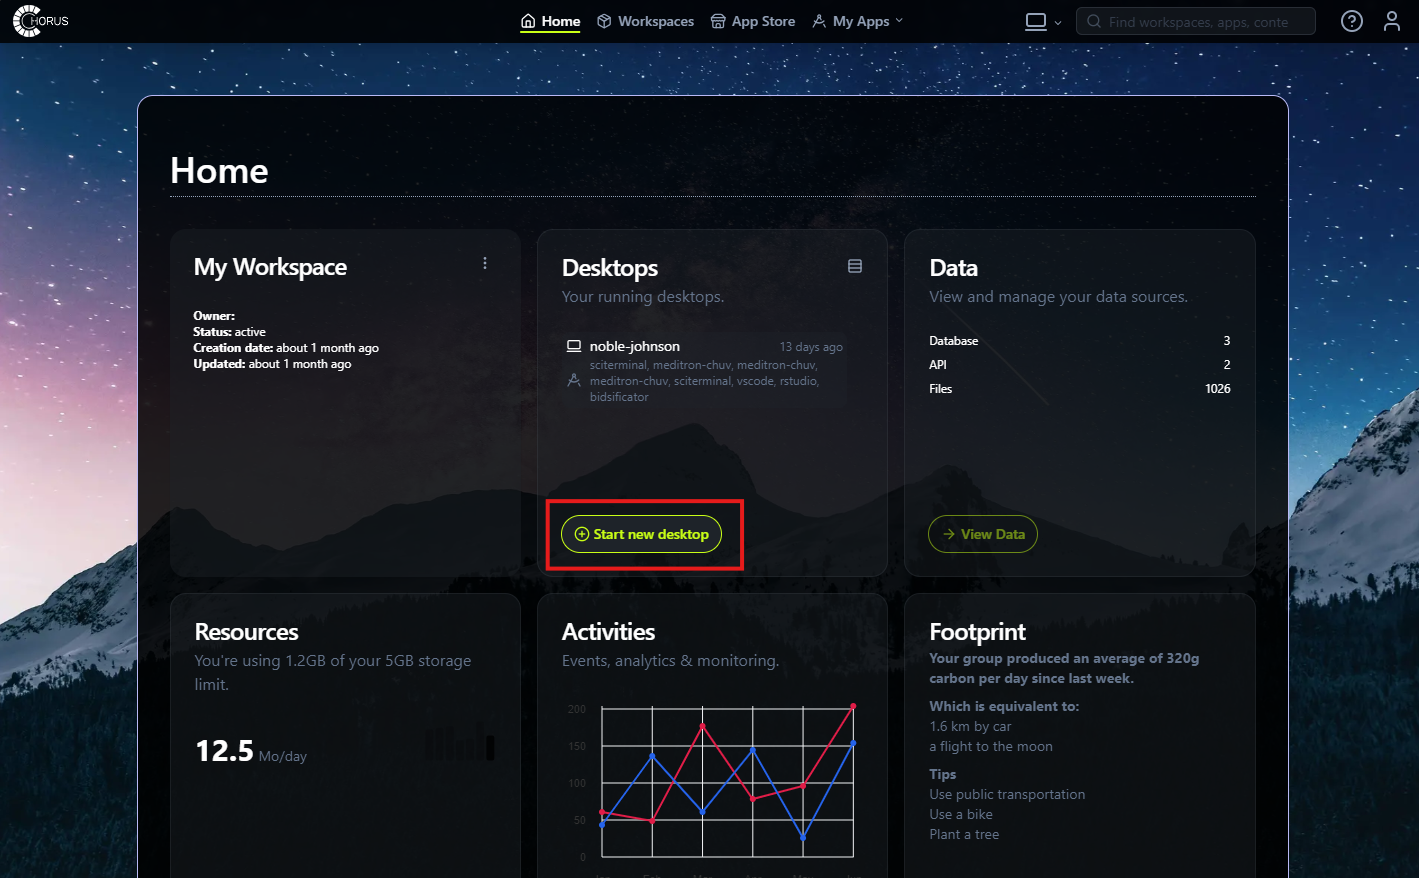 CHORUS
Home
Workspaces
App Store
My Apps
Find workspaces, apps, conte
Home
My Workspace
Owner:
Status: active
Creation date: about 1 month ago
Updated: about 1 month ago
Desktops
Your running desktops.
noble-johnson 13 days ago
sciterminal, meditron-chuv, meditron-chuv,
meditron-chuv, sciterminal, vscode, rstudio,
bidsificator
Start new desktop
Data
View and manage your data sources.
Database 3
API 2
Files 1026
View Data
Resources
You're using 1.2GB of your 5GB storage
limit.
12.5 Mo/day
Activities
Events, analytics & monitoring.
200
150
100
50
0
Footprint
Your group produced an average of 320g
carbon per day since last week.
Which is equivalent to:
1.6 km by car
a flight to the moon
Tips
Use public transportation
Use a bike
Plant a tree